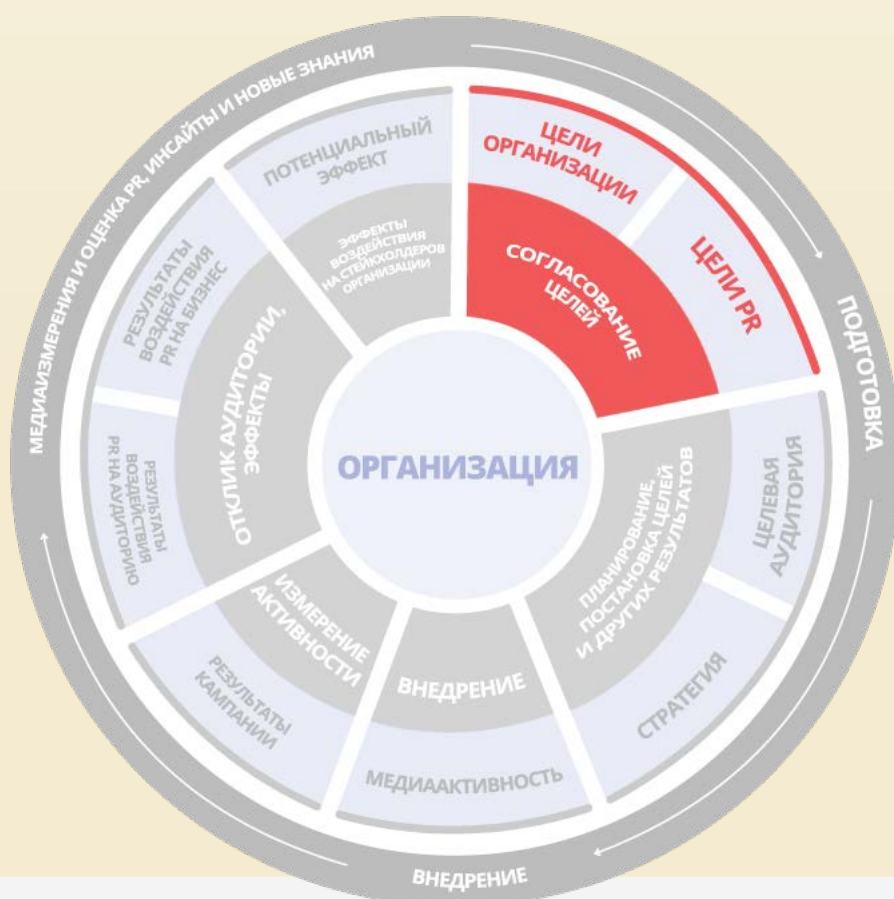 МЕДИАИЗМЕРЕНИЯ И ОЦЕНКА PR, ИНСАЙТЫ И НОВЫЕ ЗНАНИЯ
ПОДГОТОВКА
ВНЕДРЕНИЕ
ЦЕЛИ
ОРГАНИЗАЦИИ
ЦЕЛИ PR
СОГЛАСОВАНИЕ
ЦЕЛЕЙ
ЦЕЛЕВАЯ
АУДИТОРИЯ
СТРАТЕГИЯ
ПЛАНИРОВАНИЕ,
ПОСТАНОВКА ЦЕЛЕЙ
И ДРУГИХ РЕЗУЛЬТАТОВ
МЕДИААКТИВНОСТЬ
ВНЕДРЕНИЕ
РЕЗУЛЬТАТЫ
КАМПАНИИ
ИЗМЕРЕНИЕ
АКТИВНОСТИ
РЕЗУЛЬТАТЫ
ВОЗДЕЙСТВИЯ
PR НА АУДИТОРИЮ
РЕЗУЛЬТАТЫ
ВОЗДЕЙСТВИЯ
PR НА БИЗНЕС
ОТКЛИК АУДИТОРИИ,
ЭФФЕКТЫ
ПОТЕНЦИАЛЬНЫЙ
ЭФФЕКТ
ЭФФЕКТЫ
ВОЗДЕЙСТВИЯ
НА СТЕЙКХОЛДЕРОВ
ОРГАНИЗАЦИИ
ОРГАНИЗАЦИЯ